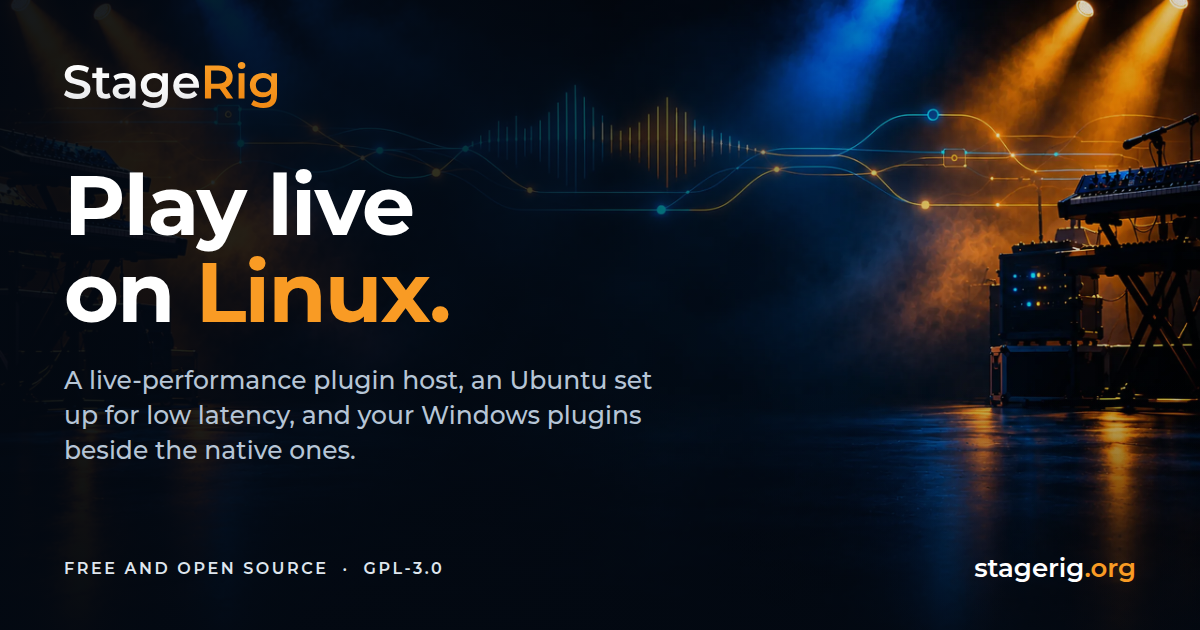 StageRig
Play live
on Linux.
A live-performance plugin host, an Ubuntu set
up for low latency, and your Windows plugins
beside the native ones.
FREE AND OPEN SOURCE · GPL-3.0
stagerig.org